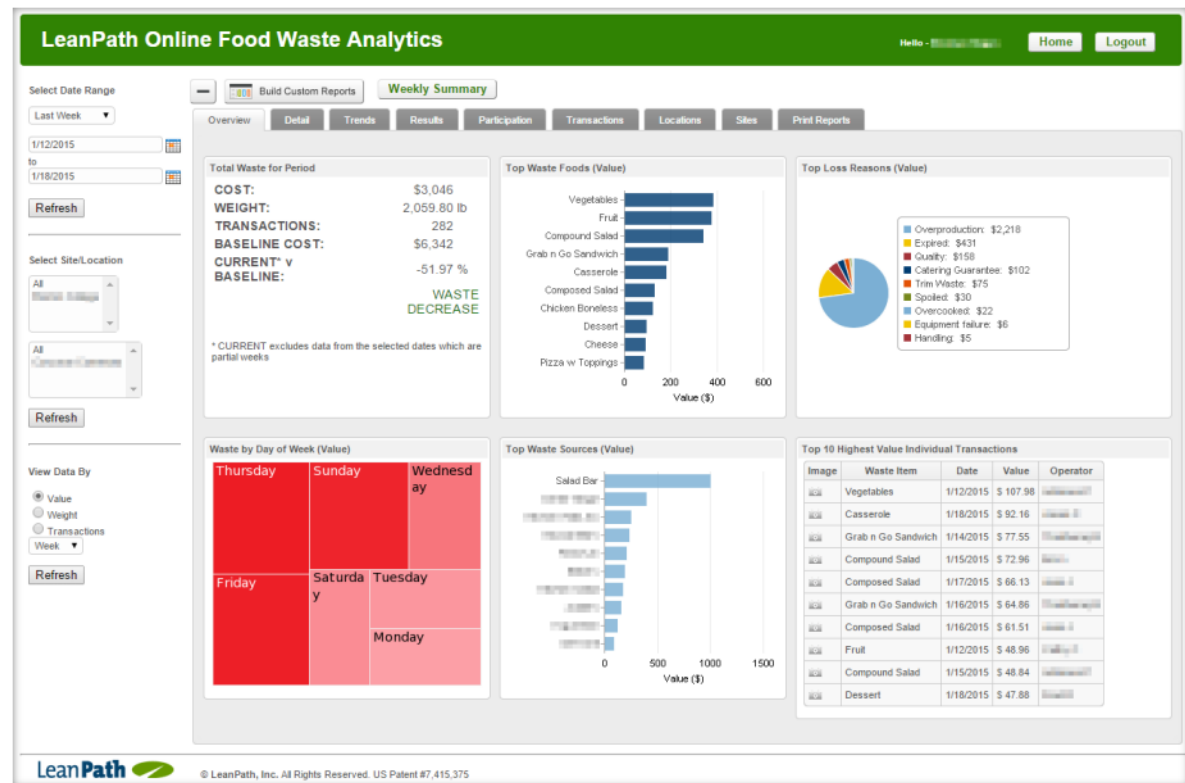 LeanPath Online Food Waste Analytics
Hello -
Home
Logout
Select Date Range
Last Week
1/12/2015
to
1/18/2015
Refresh
Select Site/Location
All
All
Refresh
View Data By
Value
Weight
Transactions
Week
Refresh
Build Custom Reports
Weekly Summary
Overview
Detail
Trends
Results
Participation
Transactions
Locations
Sites
Print Reports
Total Waste for Period
COST: $3,046
WEIGHT: 2,059.80 lb
TRANSACTIONS: 282
BASELINE COST: $6,342
CURRENT* v
BASELINE: -51.97 %
WASTE
DECREASE
* CURRENT excludes data from the selected dates which are
partial weeks
Top Waste Foods (Value)
Vegetables
Fruit
Compound Salad
Grab n Go Sandwich
Casserole
Composed Salad
Chicken Boneless
Dessert
Cheese
Pizza w Toppings
0 200 400 600
Value ($)
Top Loss Reasons (Value)
Overproduction: $2,218
Expired: $431
Quality: $158
Catering Guarantee: $102
Trim Waste: $75
Spoiled: $30
Overcooked: $22
Equipment failure: $6
Handling: $5
Waste by Day of Week (Value)
Thursday
Sunday
Wednesd
ay
Friday
Saturda
y
Tuesday
Monday
Top Waste Sources (Value)
Salad Bar
0 500 1000 1500
Value ($)
Top 10 Highest Value Individual Transactions
Image Waste Item Date Value Operator
Vegetables 1/12/2015 $ 107.98
Casserole 1/18/2015 $ 92.16
Grab n Go Sandwich 1/14/2015 $ 77.55
Compound Salad 1/15/2015 $ 72.96
Composed Salad 1/17/2015 $ 66.13
Grab n Go Sandwich 1/16/2015 $ 64.86
Composed Salad 1/16/2015 $ 61.51
Fruit 1/12/2015 $ 48.96
Compound Salad 1/15/2015 $ 48.84
Dessert 1/18/2015 $ 47.88
LeanPath
© LeanPath, Inc. All Rights Reserved. US Patent #7,415,375